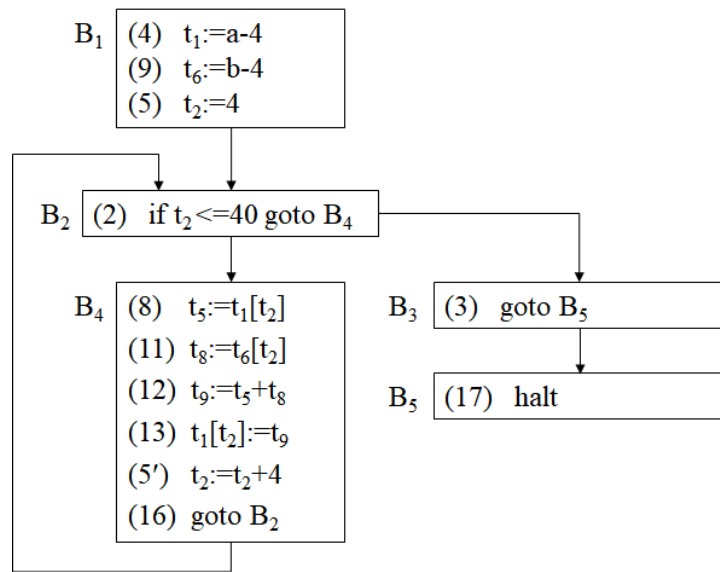 B₁ (4) t₁:=a-4
(9) t₆:=b-4
(5) t₂:=4
B₂ (2) if t₂<=40 goto B₄
B₄ (8) t₅:=t₁[t₂]
(11) t₈:=t₆[t₂]
(12) t₉:=t₅+t₈
(13) t₁[t₂]:=t₉
(5′) t₂:=t₂+4
(16) goto B₂
B₃ (3) goto B₅
B₅ (17) halt